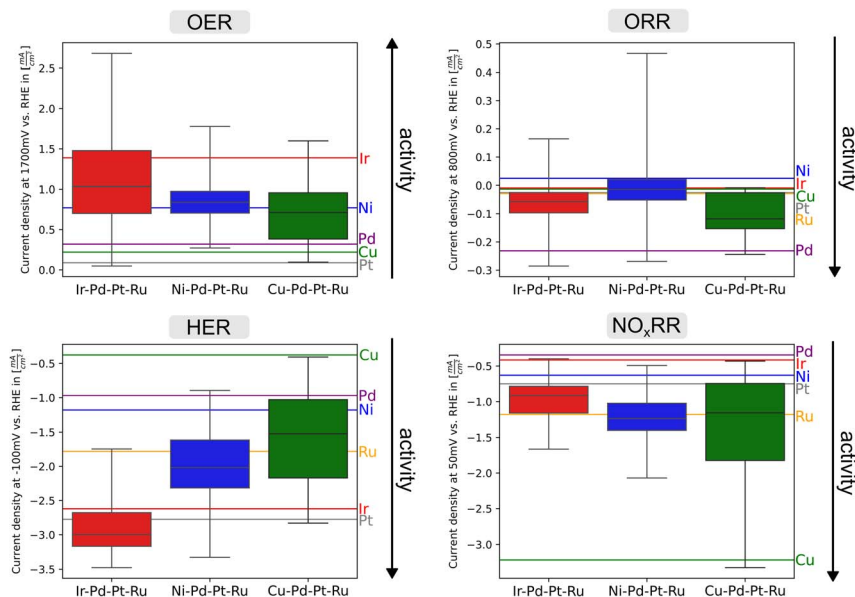 OER
Current density at 1700mV vs. RHE in [mA/cm²]
2.5
2.0
1.5
1.0
0.5
0.0
Ir
Ni
Pd
Cu
Pt
Ir-Pd-Pt-Ru
Ni-Pd-Pt-Ru
Cu-Pd-Pt-Ru
activity
ORR
Current density at 800mV vs. RHE in [mA/cm²]
0.5
0.4
0.3
0.2
0.1
0.0
−0.1
−0.2
−0.3
Ni
Ir
Cu
Pt
Ru
Pd
Ir-Pd-Pt-Ru
Ni-Pd-Pt-Ru
Cu-Pd-Pt-Ru
activity
HER
Current density at -100mV vs. RHE in [mA/cm²]
−0.5
−1.0
−1.5
−2.0
−2.5
−3.0
−3.5
Cu
Pd
Ni
Ru
Ir
Pt
Ir-Pd-Pt-Ru
Ni-Pd-Pt-Ru
Cu-Pd-Pt-Ru
activity
NOₓRR
Current density at 50mV vs. RHE in [mA/cm²]
−0.5
−1.0
−1.5
−2.0
−2.5
−3.0
Pd
Ir
Ni
Pt
Ru
Cu
Ir-Pd-Pt-Ru
Ni-Pd-Pt-Ru
Cu-Pd-Pt-Ru
activity